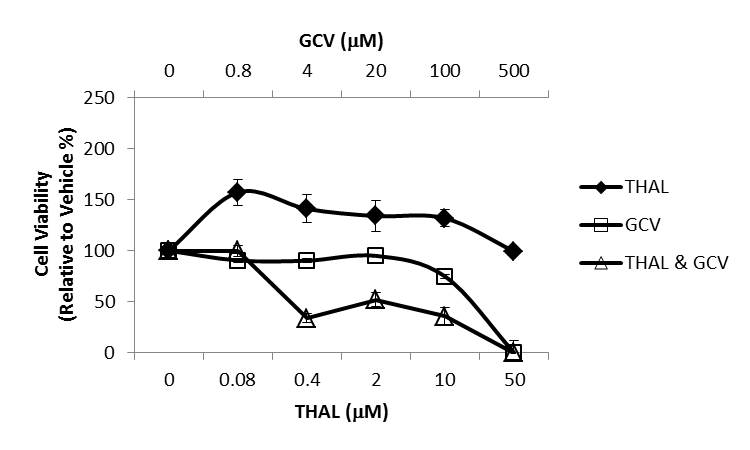 GCV (µM)
0 0.8 4 20 100 500
250
200
150
100
50
0
Cell Viability
(Relative to Vehicle %)
0 0.08 0.4 2 10 50
THAL (µM)
THAL
GCV
THAL & GCV